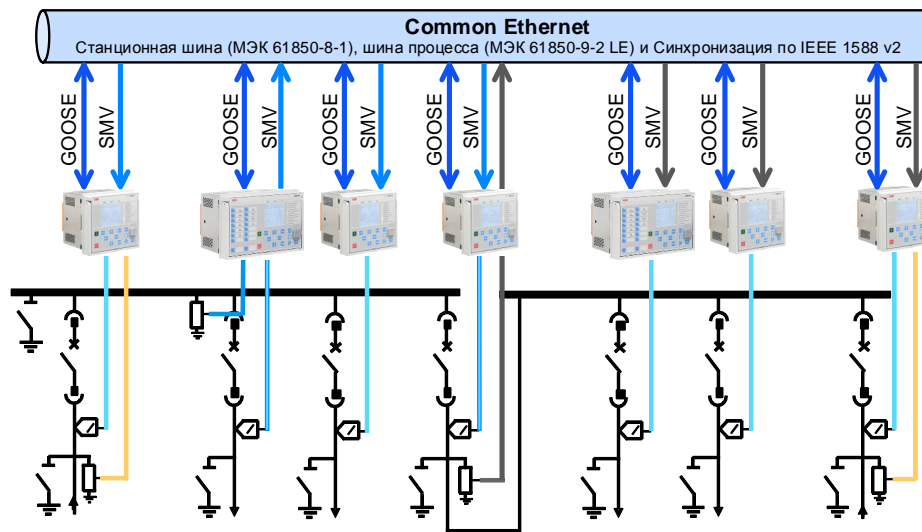 Common Ethernet
Станционная шина (МЭК 61850-8-1), шина процесса (МЭК 61850-9-2 LE) и Синхронизация по IEEE 1588 v2
GOOSE
SMV
GOOSE
SMV
GOOSE
SMV
GOOSE
SMV
GOOSE
SMV
GOOSE
SMV
GOOSE
SMV